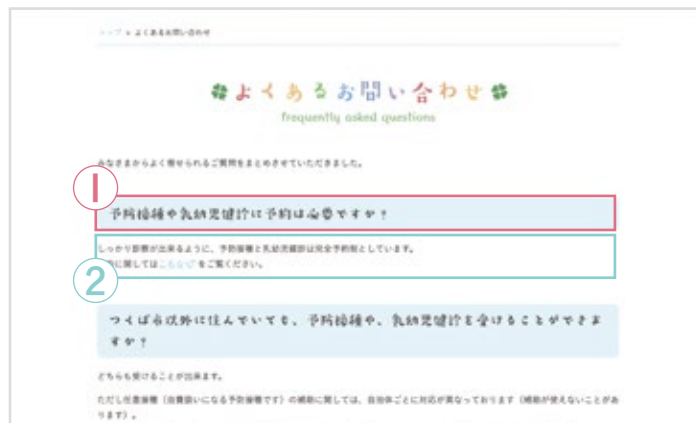 トップ » よくあるお問い合わせ
よくあるお問い合わせ
frequently asked questions
みなさまからよく寄せられるご質問をまとめさせていただきました。
1
予防接種や乳幼児健診に予約は必要ですか？
しっかり診察が出来るように、予防接種と乳幼児健診は完全予約制としています。
に関してはこちらをご覧ください。
2
つくば市以外に住んでいても、予防接種や、乳幼児健診を受けることができま
すか？
どちらも受けることが出来ます。
ただし任意接種（自費扱いになる予防接種です）の補助に関しては、自治体ごとに対応が異なっております（補助が使えないことがあ
ります）。